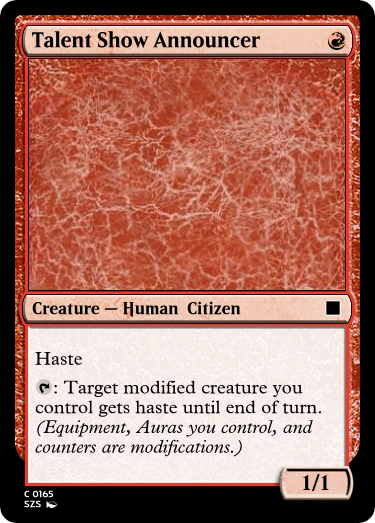 Talent Show Announcer
Creature — Human Citizen
Haste
: Target modified creature you
control gets haste until end of turn.
(Equipment, Auras you control, and
counters are modifications.)
1/1
C 0165
SZS